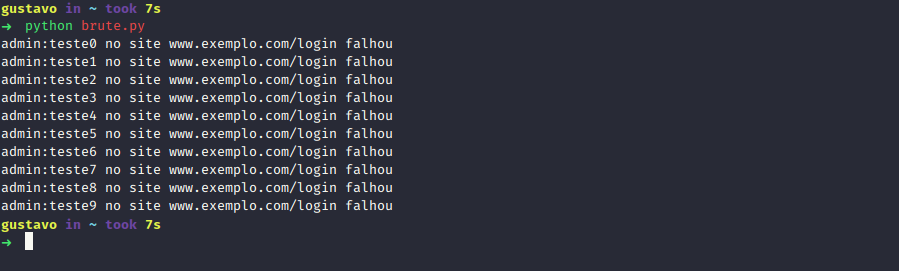 gustavo in ~ took 7s
➜ python brute.py
admin:teste0 no site www.exemplo.com/login falhou
admin:teste1 no site www.exemplo.com/login falhou
admin:teste2 no site www.exemplo.com/login falhou
admin:teste3 no site www.exemplo.com/login falhou
admin:teste4 no site www.exemplo.com/login falhou
admin:teste5 no site www.exemplo.com/login falhou
admin:teste6 no site www.exemplo.com/login falhou
admin:teste7 no site www.exemplo.com/login falhou
admin:teste8 no site www.exemplo.com/login falhou
admin:teste9 no site www.exemplo.com/login falhou
gustavo in ~ took 7s
➜